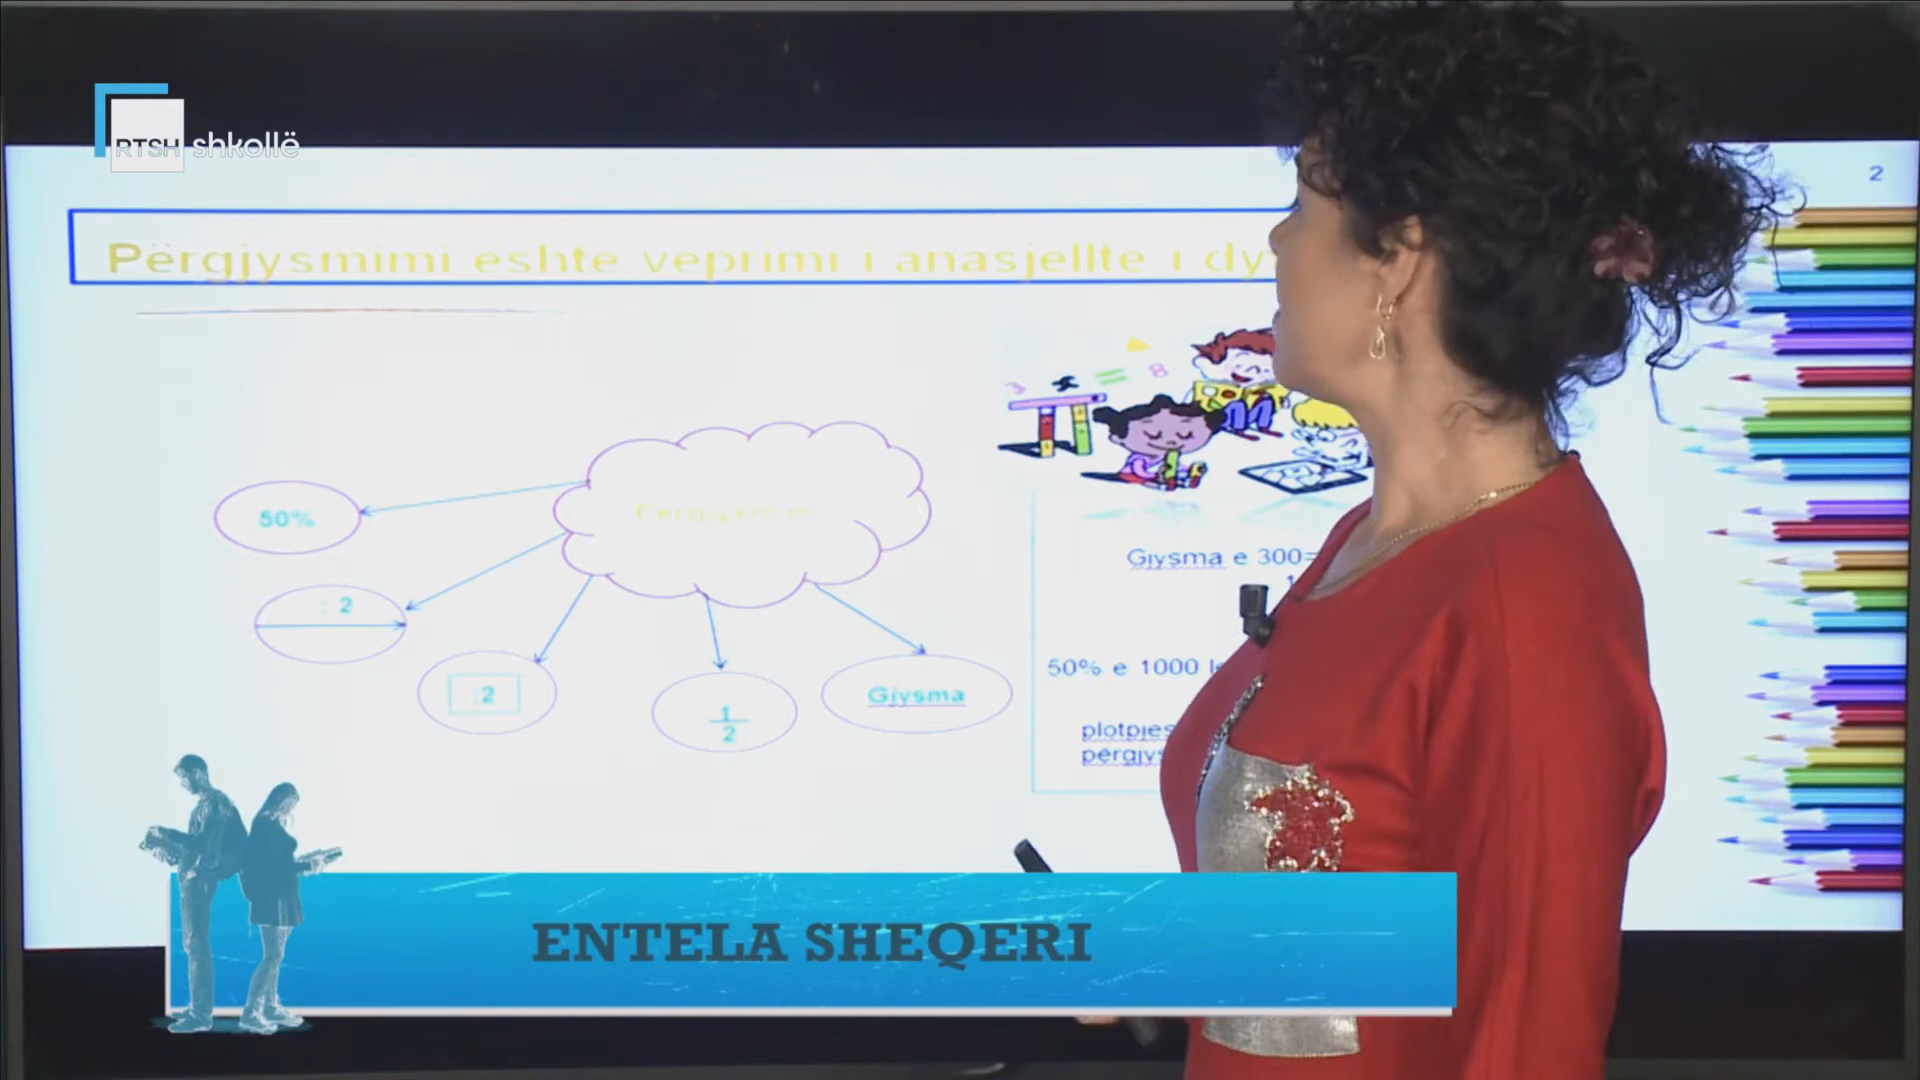 RTSH shkollë
2
Përgjysmimi eshte veprimi i anasjellte i
3 = 8
50%
: 2
:2
1
2
Gjysma
Gjysma e 300=
50% e 1000
ENTELA SHEQERI